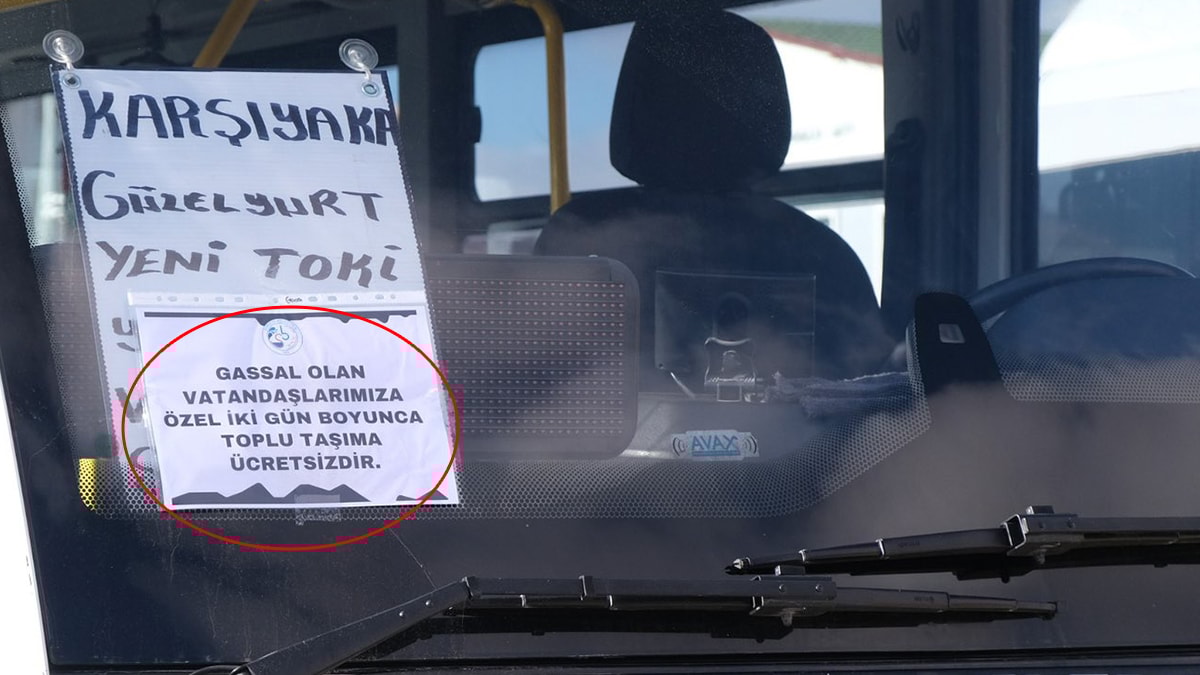 KARŞIYAKA
GÜZELYURT
YENİ TOKİ
GASSAL OLAN
VATANDAŞLARIMIZA
ÖZEL İKİ GÜN BOYUNCA
TOPLU TAŞIMA
ÜCRETSİZDİR.
AVAX